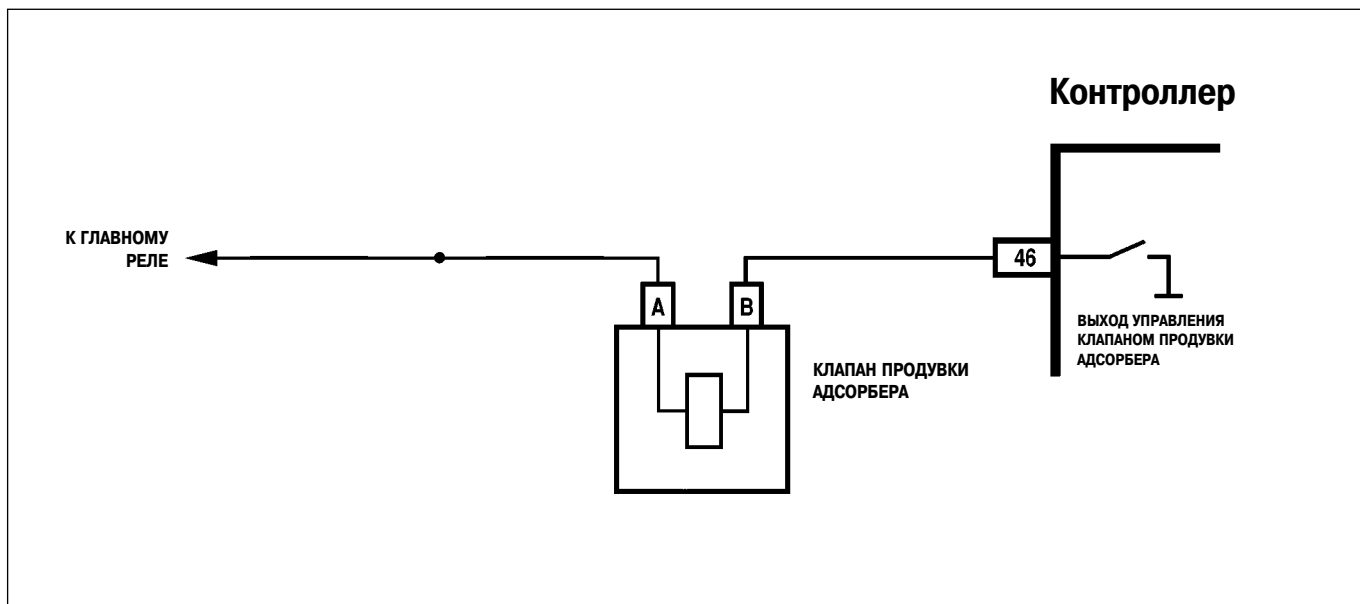 Контроллер
К ГЛАВНОМУ
РЕЛЕ
46
A
B
ВЫХОД УПРАВЛЕНИЯ
КЛАПАНОМ ПРОДУВКИ
АДСОРБЕРА
КЛАПАН ПРОДУВКИ
АДСОРБЕРА